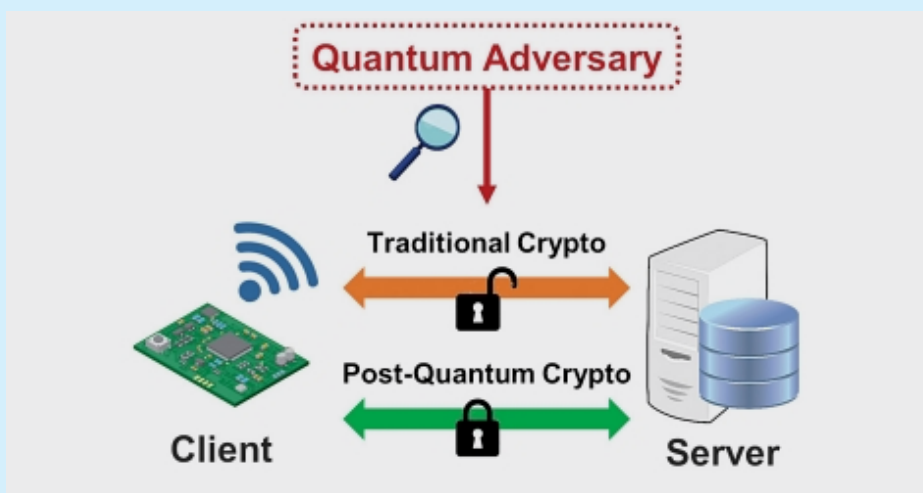 Quantum Adversary
Traditional Crypto
Post-Quantum Crypto
Client
Server